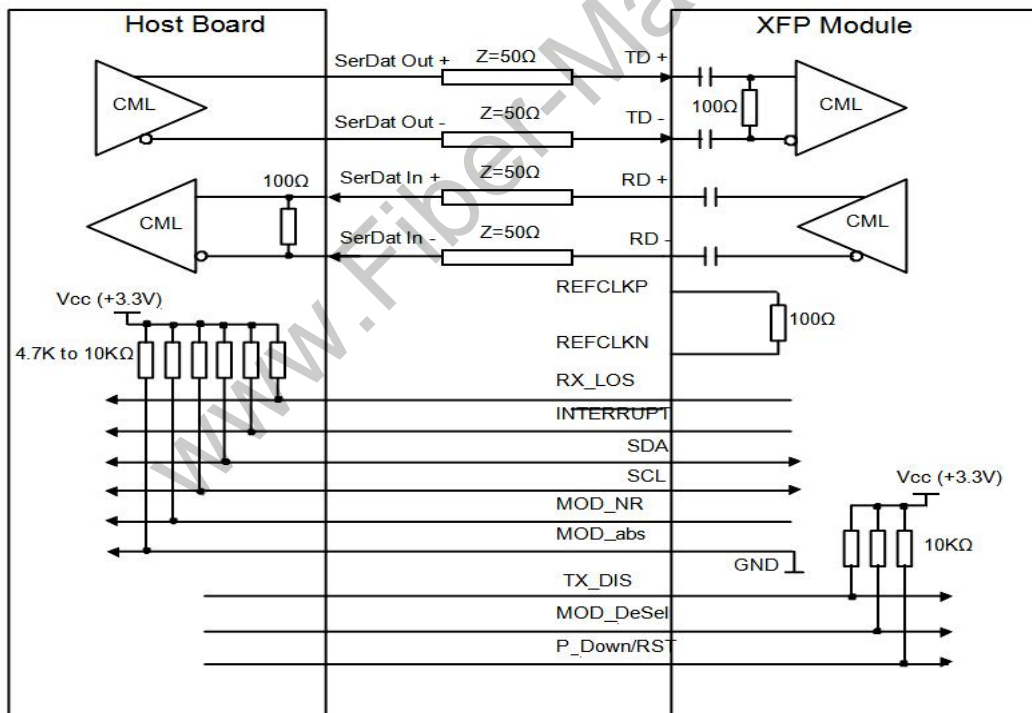 Host Board
XFP Module
SerDat Out +
Z=50Ω
TD +
CML
100Ω
CML
SerDat Out -
Z=50Ω
TD -
100Ω
SerDat In +
Z=50Ω
RD +
CML
CML
SerDat In -
Z=50Ω
RD -
REFCLKP
Vcc (+3.3V)
100Ω
REFCLKN
4.7K to 10KΩ
RX_LOS
INTERRUPT
SDA
SCL
Vcc (+3.3V)
MOD_NR
MOD_abs
10KΩ
GND
TX_DIS
MOD_DeSel
P_Down/RST
www.Fiber-Ma